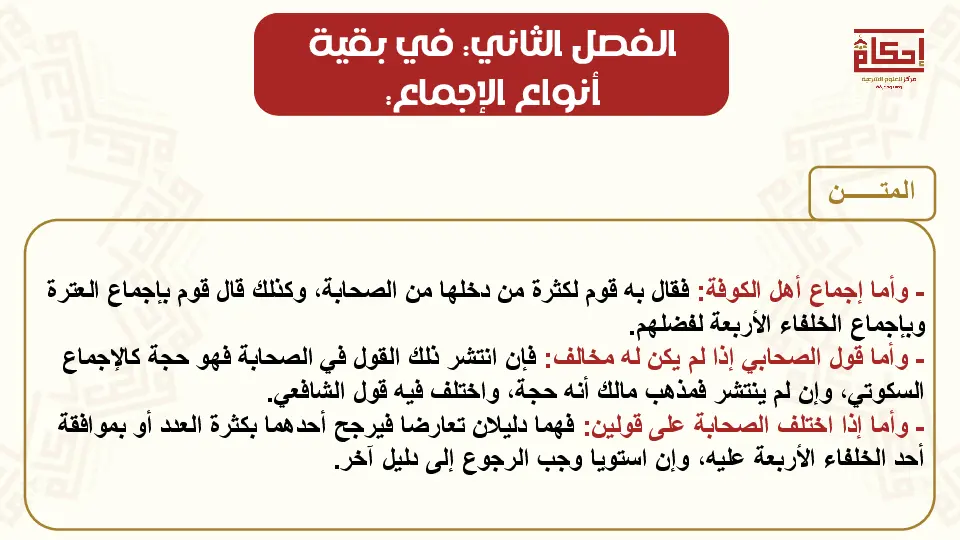 الفصل الثاني: في بقية
أنواع الإجماع:
إحكام
مركز للعلوم الشرعية
المتـــــن
- وأما إجماع أهل الكوفة: فقال به قوم لكثرة من دخلها من الصحابة، وكذلك قال قوم بإجماع العترة
وبإجماع الخلفاء الأربعة لفضلهم.
- وأما قول الصحابي إذا لم يكن له مخالف: فإن انتشر ذلك القول في الصحابة فهو حجة كالإجماع
السكوتي، وإن لم ينتشر فمذهب مالك أنه حجة، واختلف فيه قول الشافعي.
- وأما إذا اختلف الصحابة على قولين: فهما دليلان تعارضا فيرجح أحدهما بكثرة العدد أو بموافقة
أحد الخلفاء الأربعة عليه، وإن استويا وجب الرجوع إلى دليل آخر.